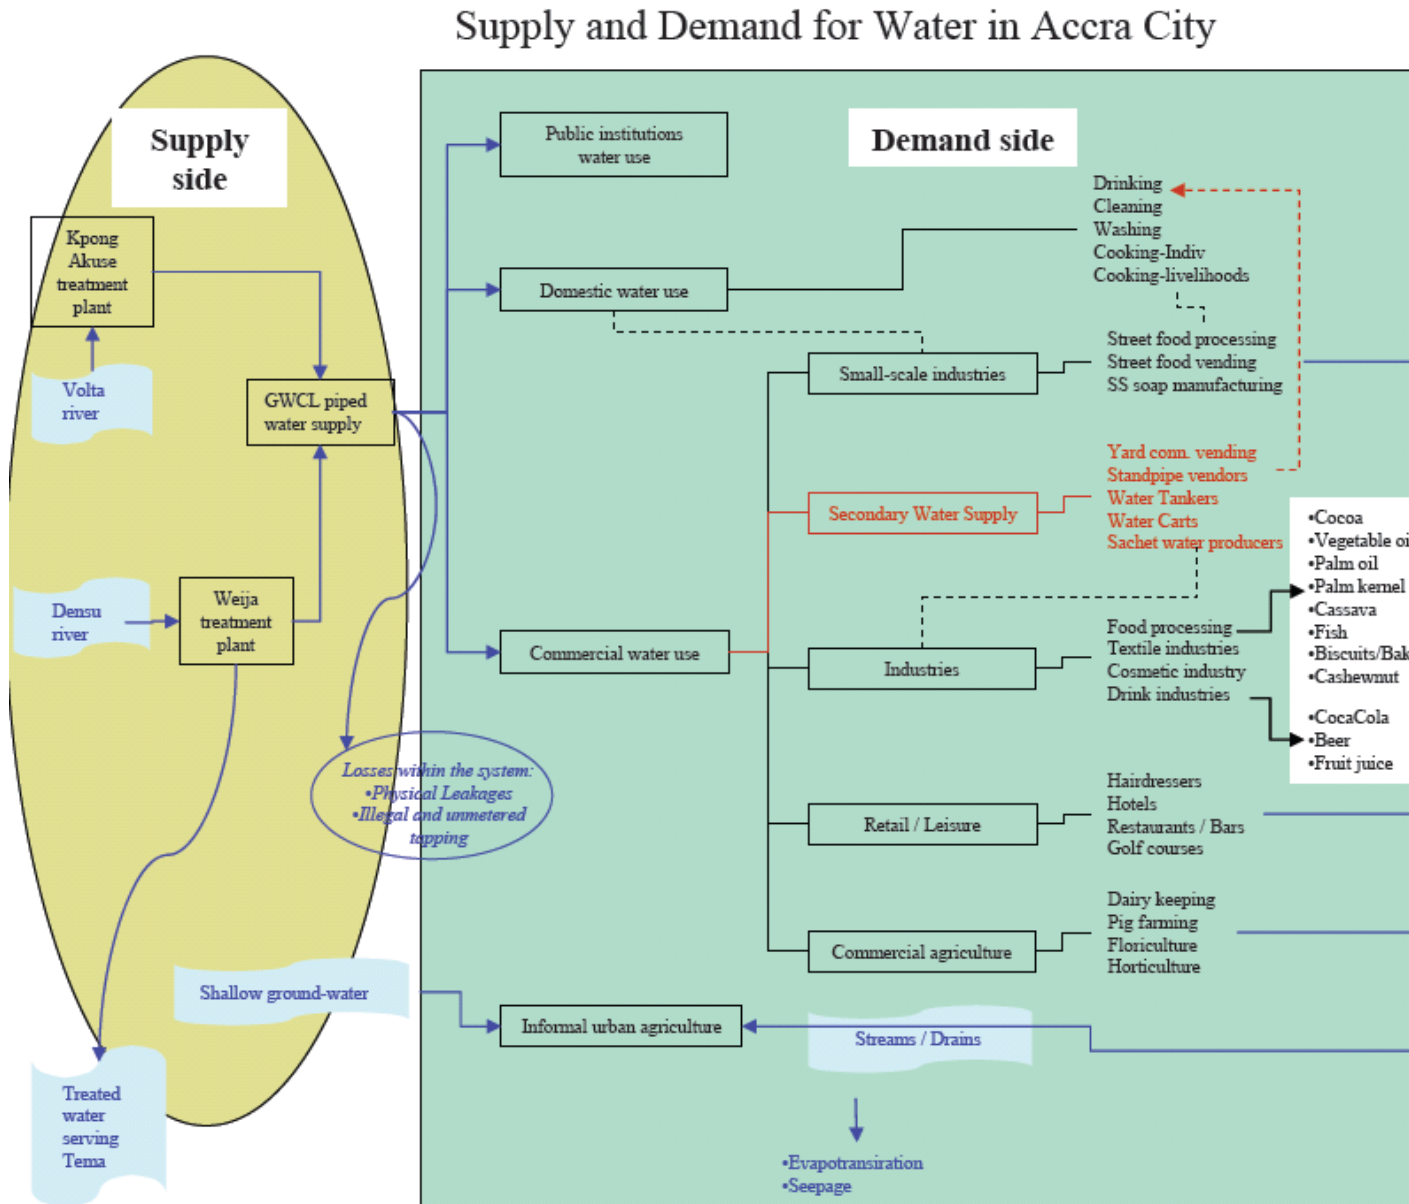 Supply and Demand for Water in Accra City
Supply
side
Kpong
Akuse
treatment
plant
Volta
river
GWCL piped
water supply
Densu
river
Weija
treatment
plant
Losses within the system:
•Physical Leakages
•Illegal and unmetered
tapping
Shallow ground-water
Treated
water
serving
Tema
Demand side
Public institutions
water use
Domestic water use
Drinking
Cleaning
Washing
Cooking-Indiv
Cooking-livelihoods
Small-scale industries
Street food processing
Street food vending
SS soap manufacturing
Secondary Water Supply
Yard conn. vending
Standpipe vendors
Water Tankers
Water Carts
Sachet water producers
Commercial water use
Industries
Food processing
Textile industries
Cosmetic industry
Drink industries
•Cocoa
•Vegetable oi
•Palm oil
•Palm kernel
•Cassava
•Fish
•Biscuits/Bak
•Cashewnut
•CocaCola
•Beer
•Fruit juice
Retail / Leisure
Hairdressers
Hotels
Restaurants / Bars
Golf courses
Commercial agriculture
Dairy keeping
Pig farming
Floriculture
Horticulture
Informal urban agriculture
Streams / Drains
•Evapotransiration
•Seepage